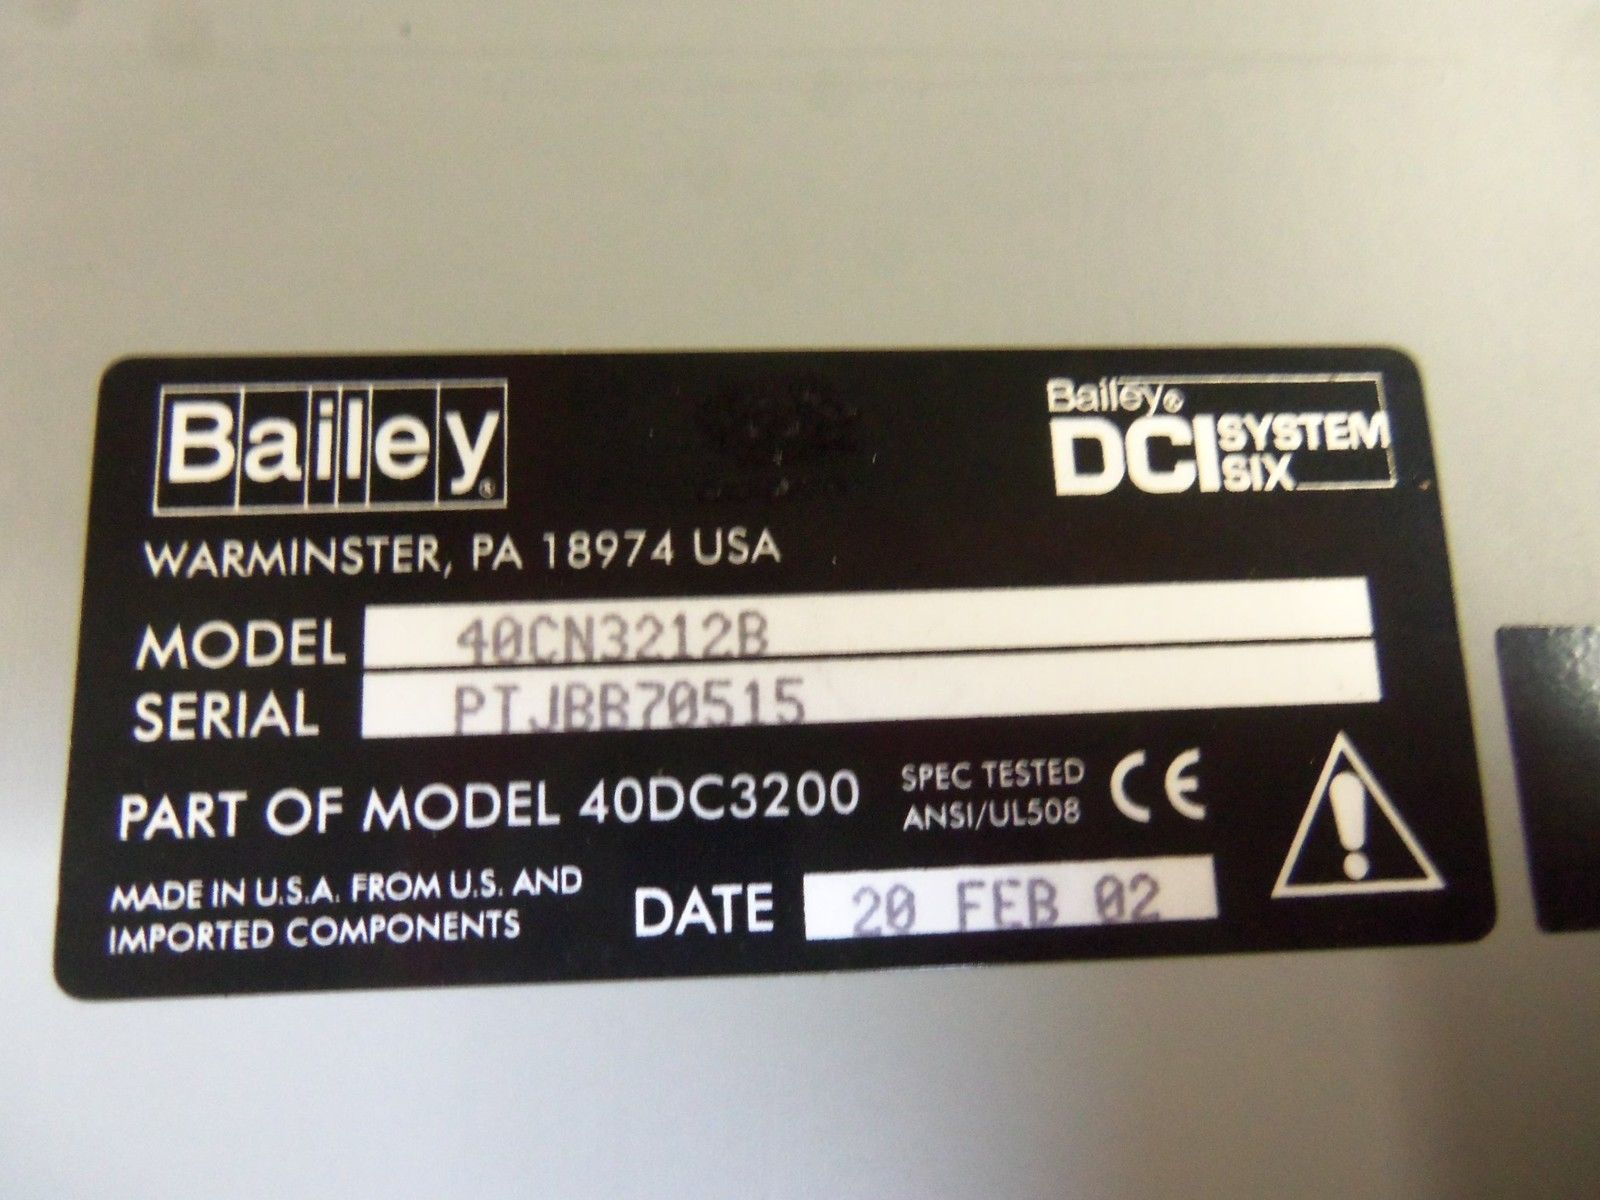 Bailey®
Bailey®
DCI SYSTEM SIX
WARMINSTER, PA 18974 USA
MODEL 40CN3212B
SERIAL PTJBB70515
PART OF MODEL 40DC3200
SPEC TESTED
ANSI/UL508
CE
MADE IN U.S.A. FROM U.S. AND
IMPORTED COMPONENTS
DATE 20 FEB 02